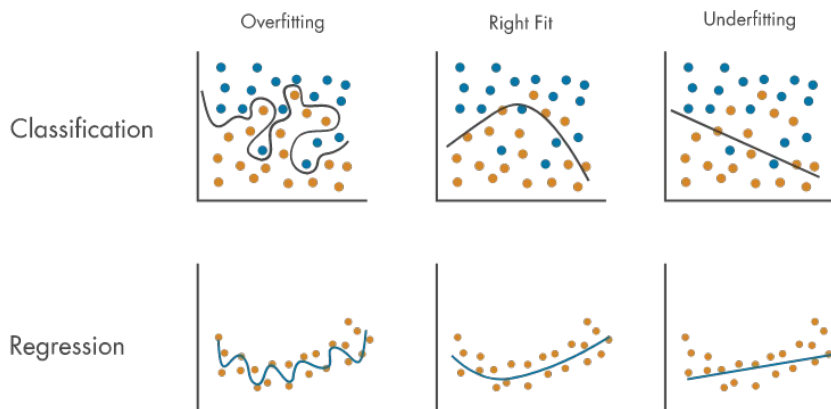 Overfitting
Right Fit
Underfitting
Classification
Regression